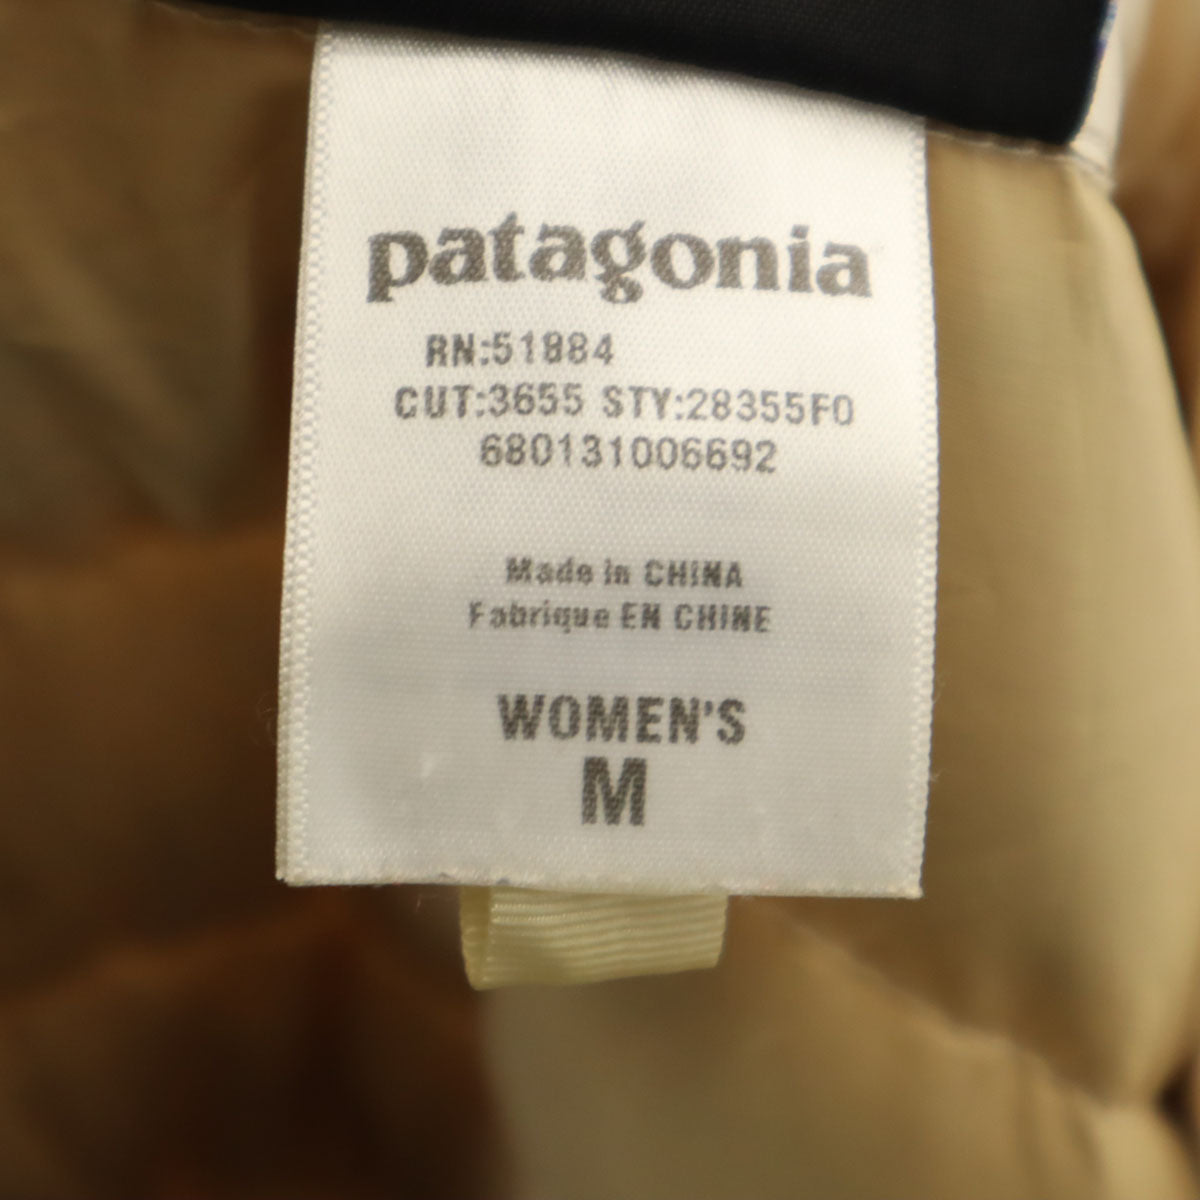 patagonia
RN:51884
CUT:3655 STY:28355F0
680131006692
Made in CHINA
Fabrique EN CHINE
WOMEN'S
M